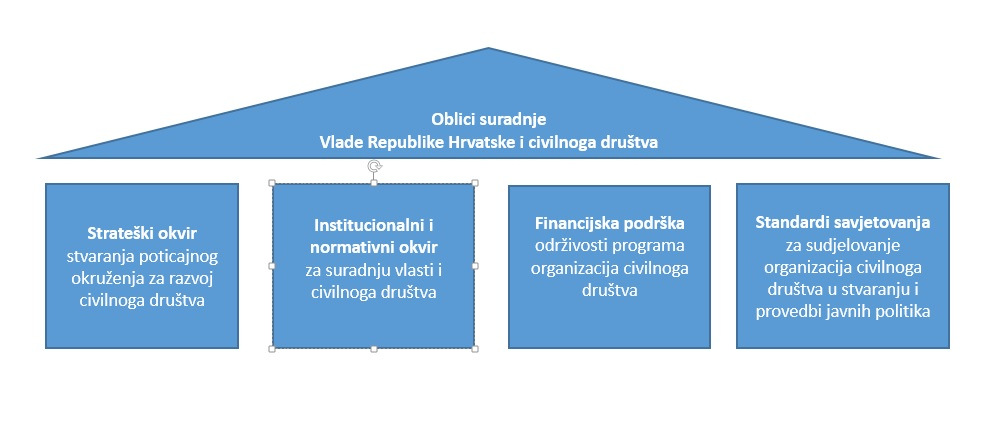 Oblici suradnje
Vlade Republike Hrvatske i civilnoga društva
Strateški okvir
stvaranja poticajnog
okruženja za razvoj
civilnoga društva
Institucionalni i
normativni okvir
za suradnju vlasti i
civilnoga društva
Financijska podrška
održivosti programa
organizacija civilnoga
društva
Standardi savjetovanja
za sudjelovanje
organizacija civilnoga
društva u stvaranju i
provedbi javnih politika